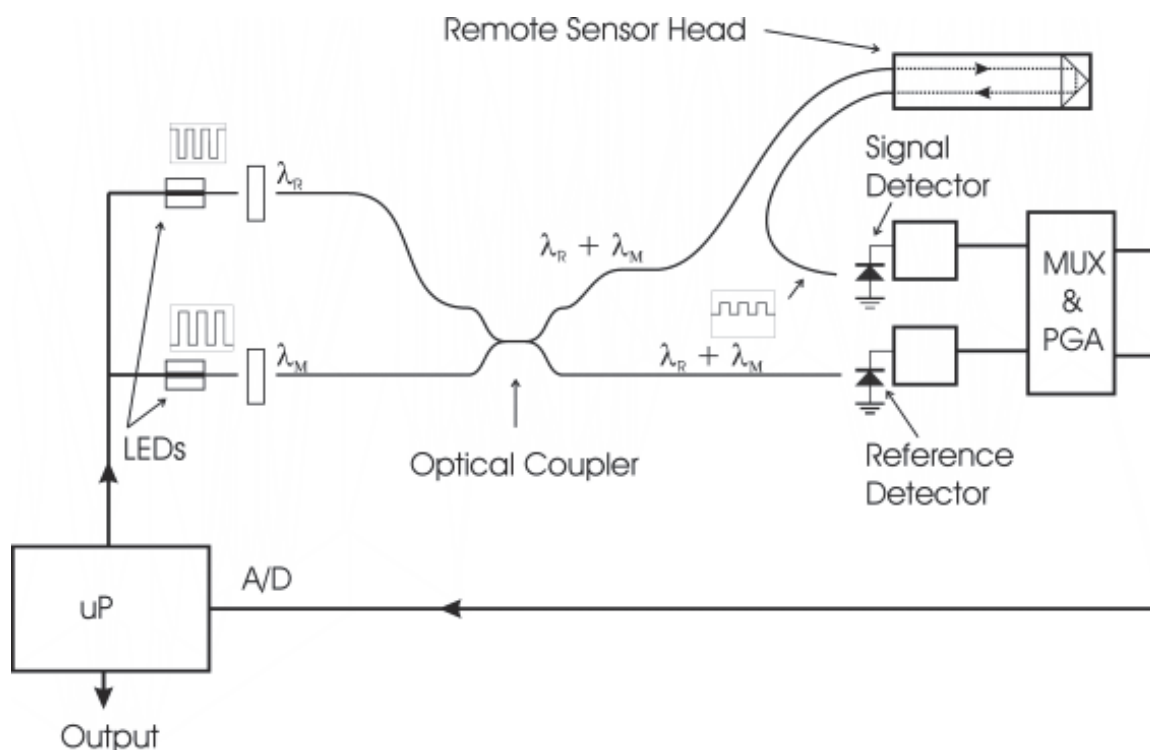 Remote Sensor Head
Signal
Detector
λR
λR + λM
MUX
&
PGA
λM
λR + λM
LEDs
Optical Coupler
Reference
Detector
A/D
uP
Output